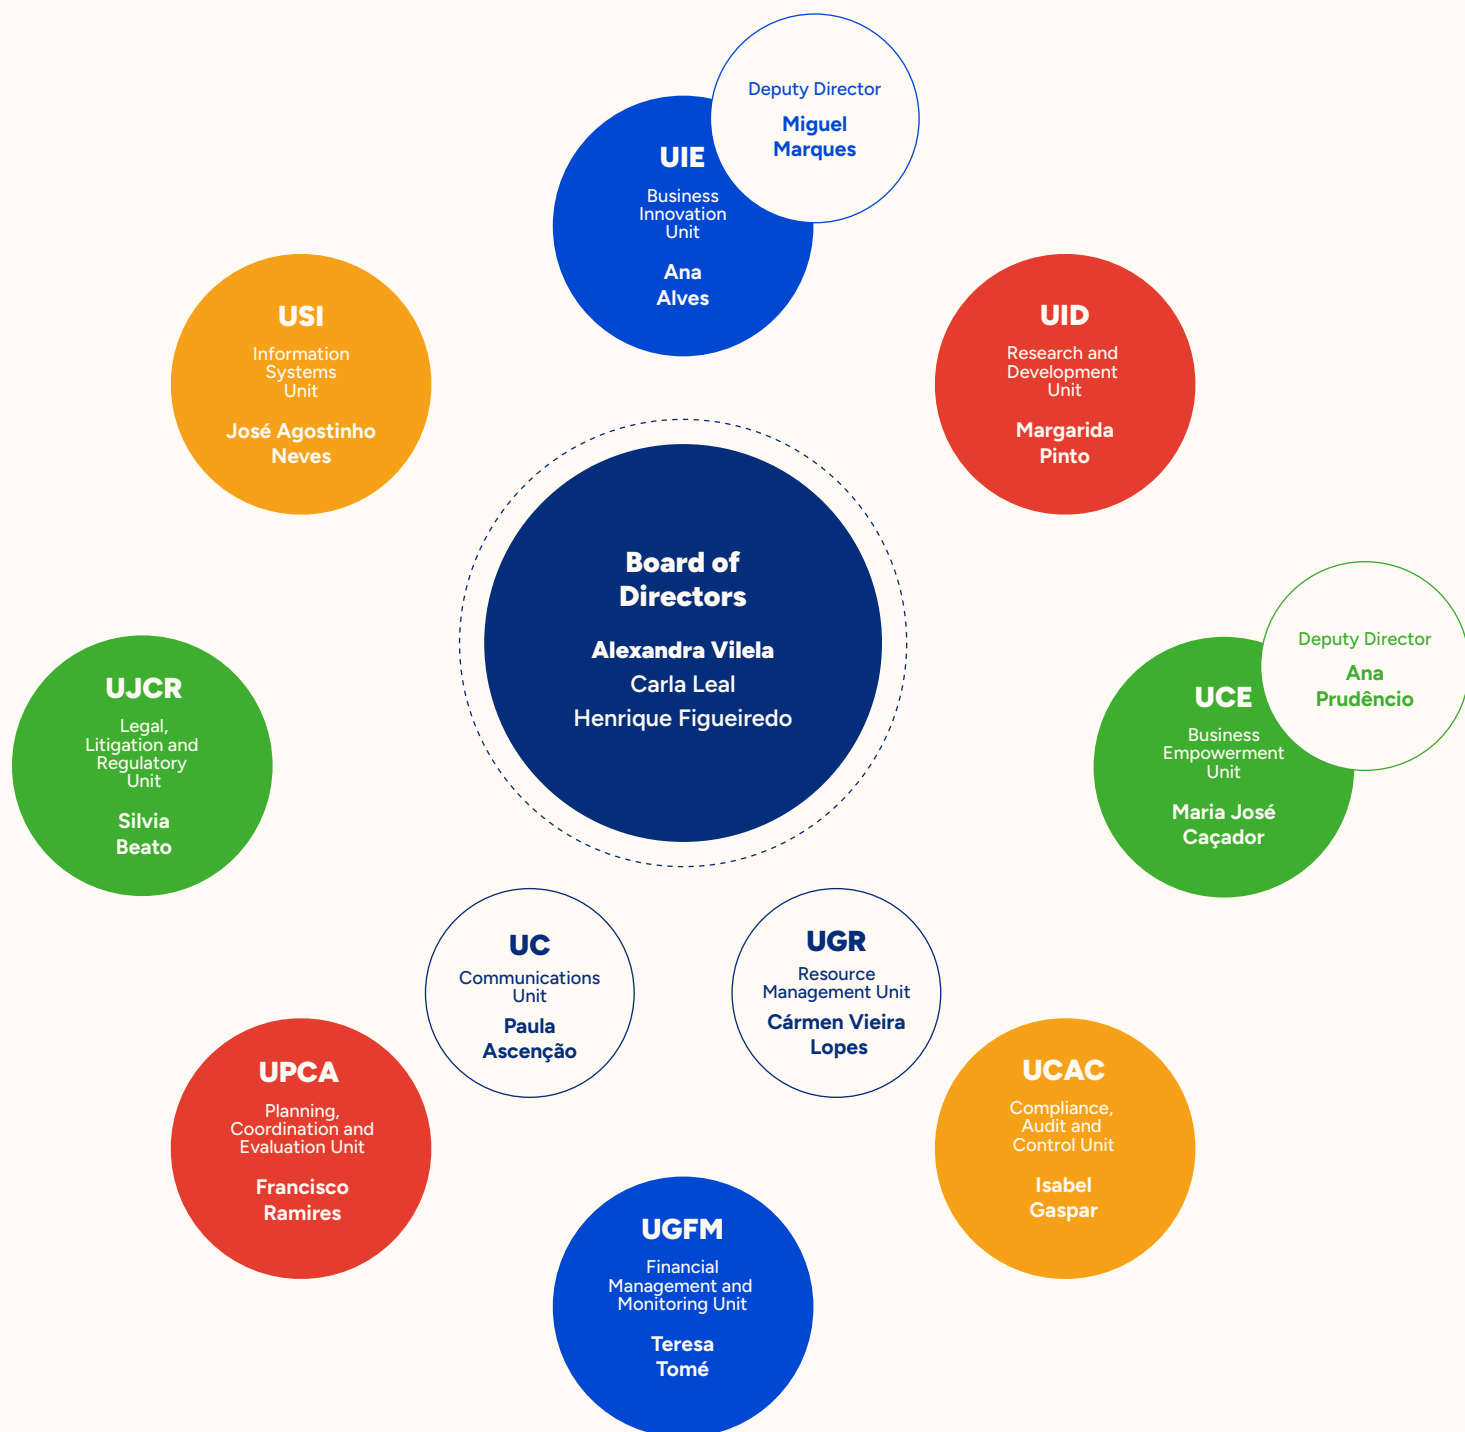 Deputy Director
Miguel
Marques
UIE
Business
Innovation
Unit
Ana
Alves
USI
Information
Systems
Unit
José Agostinho
Neves
UID
Research and
Development
Unit
Margarida
Pinto
Board of
Directors
Alexandra Vilela
Carla Leal
Henrique Figueiredo
Deputy Director
Ana
Prudêncio
UCE
Business
Empowerment
Unit
Maria José
Caçador
UJCR
Legal,
Litigation and
Regulatory
Unit
Silvia
Beato
UC
Communications
Unit
Paula
Ascenção
UGR
Resource
Management Unit
Cármen Vieira
Lopes
UPCA
Planning,
Coordination and
Evaluation Unit
Francisco
Ramires
UCAC
Compliance,
Audit and
Control Unit
Isabel
Gaspar
UGFM
Financial
Management and
Monitoring Unit
Teresa
Tomé